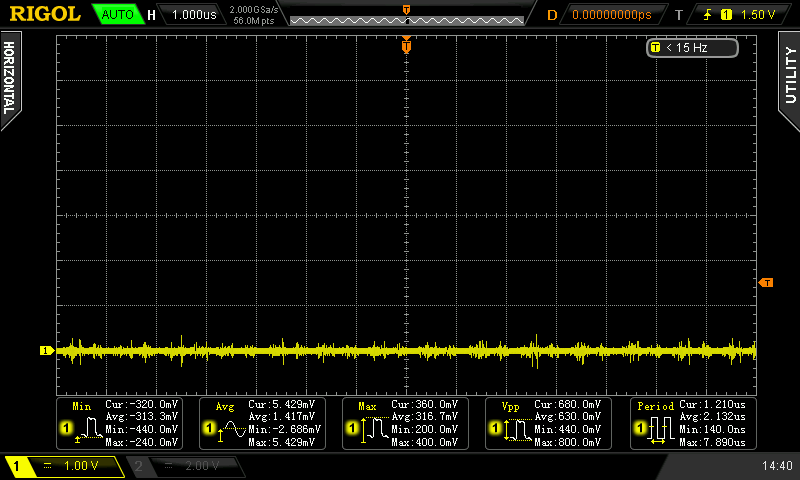 RIGOL AUTO H 1.000us 2.000GSa/s D 0.00000000ps T 1 1.50 V
56.0M pts
T
HORIZONTAL
T
T < 15 Hz
UTILITY
T
1
Min Cur:-320.0mV
Avg:-313.3mV
1 Min:-440.0mV
Max:-240.0mV
Avg Cur:5.429mV
Avg:1.417mV
1 Min:-2.686mV
Max:5.429mV
Max Cur:360.0mV
Avg:316.7mV
1 Min:200.0mV
Max:400.0mV
Vpp Cur:680.0mV
Avg:630.0mV
1 Min:440.0mV
Max:800.0mV
Period Cur:1.210us
Avg:2.132us
1 Min:140.0ns
Max:7.890us
1 1.00 V 2 2.00 V 14:40